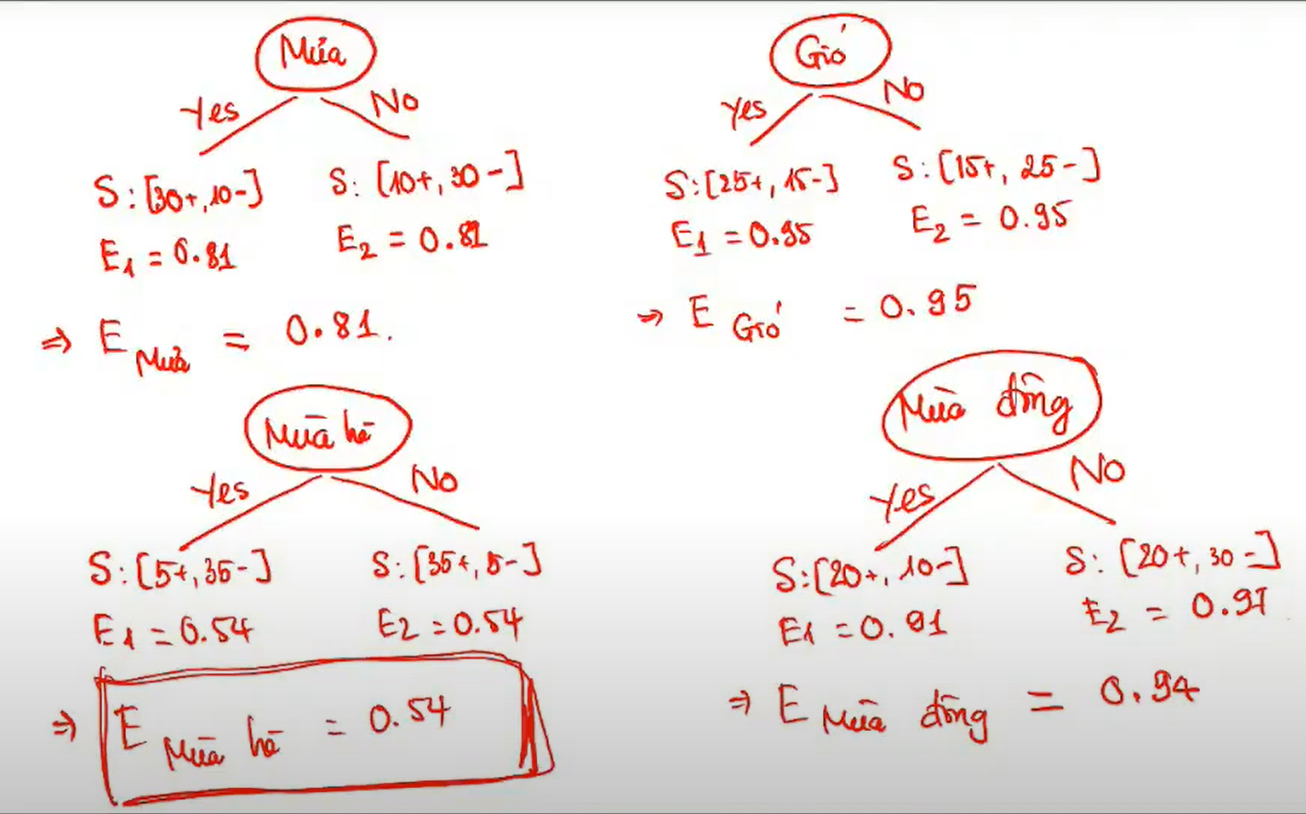 Mưa
Yes
No
S: [30+, 10-]
S: [10+, 30-]
E1 = 0.81
E2 = 0.81
⇒ E Mưa = 0.81.
Gió
Yes
No
S: [25+, 15-]
S: [15+, 25-]
E1 = 0.95
E2 = 0.95
⇒ E Gió = 0.95
Mùa hè
Yes
No
S: [5+, 35-]
S: [35+, 5-]
E1 = 0.54
E2 = 0.54
⇒ E Mùa hè = 0.54
Mùa đông
Yes
No
S: [20+, 10-]
S: [20+, 30-]
E1 = 0.91
E2 = 0.97
⇒ E Mùa đông = 0.94